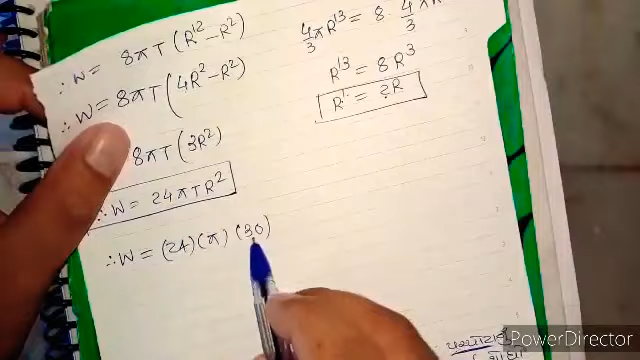 ∴ W = 8πT (R'² − R²)
∴ W = 8πT (4R² − R²)
8πT (3R²)
∴ W = 24πTR²
∴ W = (24)(π)(30)
4/3 πR'³ = 8 · 4/3 πR
R'³ = 8R³
R' = 2R
PowerDirector